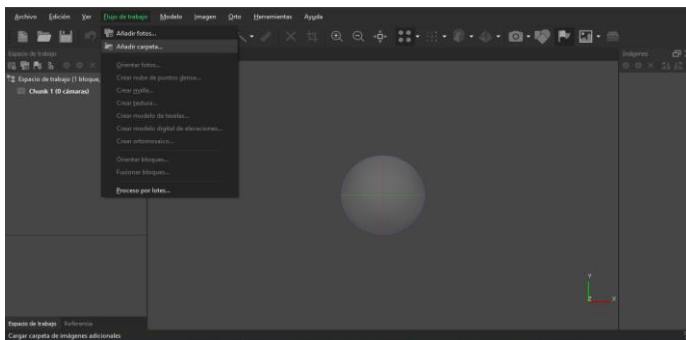 Archivo Edición Ver Flujo de trabajo Modelo Imagen Orto Herramientas Ayuda
Añadir fotos...
Añadir carpeta...
Espacio de trabajo
Imágenes
Espacio de trabajo (1 bloque,
Chunk 1 (0 cámaras)
Orientar fotos...
Crear nube de puntos densa...
Crear malla...
Crear textura...
Crear modelo de teselas...
Crear modelo digital de elevaciones...
Crear ortomosaico...
Orientar bloques...
Fusionar bloques...
Proceso por lotes...
Y
Z X
Espacio de trabajo Referencia
Cargar carpeta de imágenes adicionales